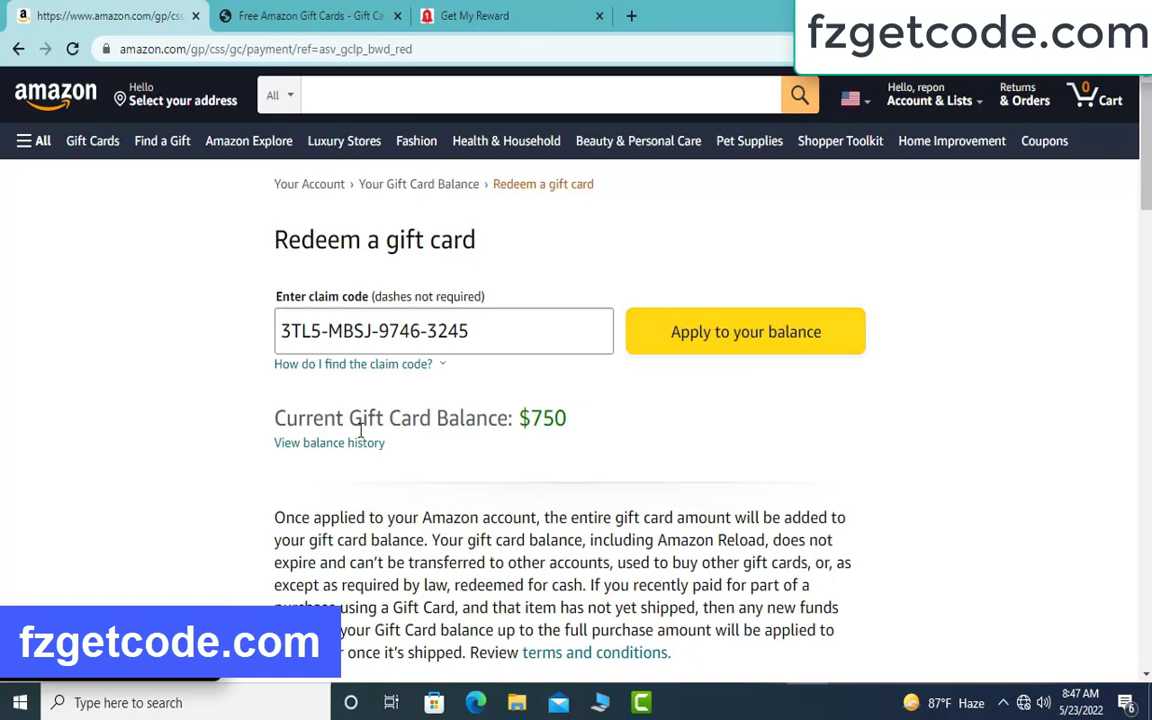 https://www.amazon.com/gp/css
Free Amazon Gift Cards - Gift Ca
Get My Reward
fzgetcode.com
amazon.com/gp/css/gc/payment/ref=asv_gclp_bwd_red
amazon
Hello
Select your address
All
Hello, repon
Account & Lists
Returns
& Orders
0
Cart
All
Gift Cards
Find a Gift
Amazon Explore
Luxury Stores
Fashion
Health & Household
Beauty & Personal Care
Pet Supplies
Shopper Toolkit
Home Improvement
Coupons
Your Account › Your Gift Card Balance › Redeem a gift card
Redeem a gift card
Enter claim code (dashes not required)
3TL5-MBSJ-9746-3245
Apply to your balance
How do I find the claim code?
Current Gift Card Balance: $750
View balance history
Once applied to your Amazon account, the entire gift card amount will be added to
your gift card balance. Your gift card balance, including Amazon Reload, does not
expire and can't be transferred to other accounts, used to buy other gift cards, or,
except as required by law, redeemed for cash. If you recently paid for part of a
using a Gift Card, and that item has not yet shipped, then any new funds
your Gift Card balance up to the full purchase amount will be applied to
once it's shipped. Review terms and conditions.
fzgetcode.com
Type here to search
87°F Haze
8:47 AM
5/23/2022
6